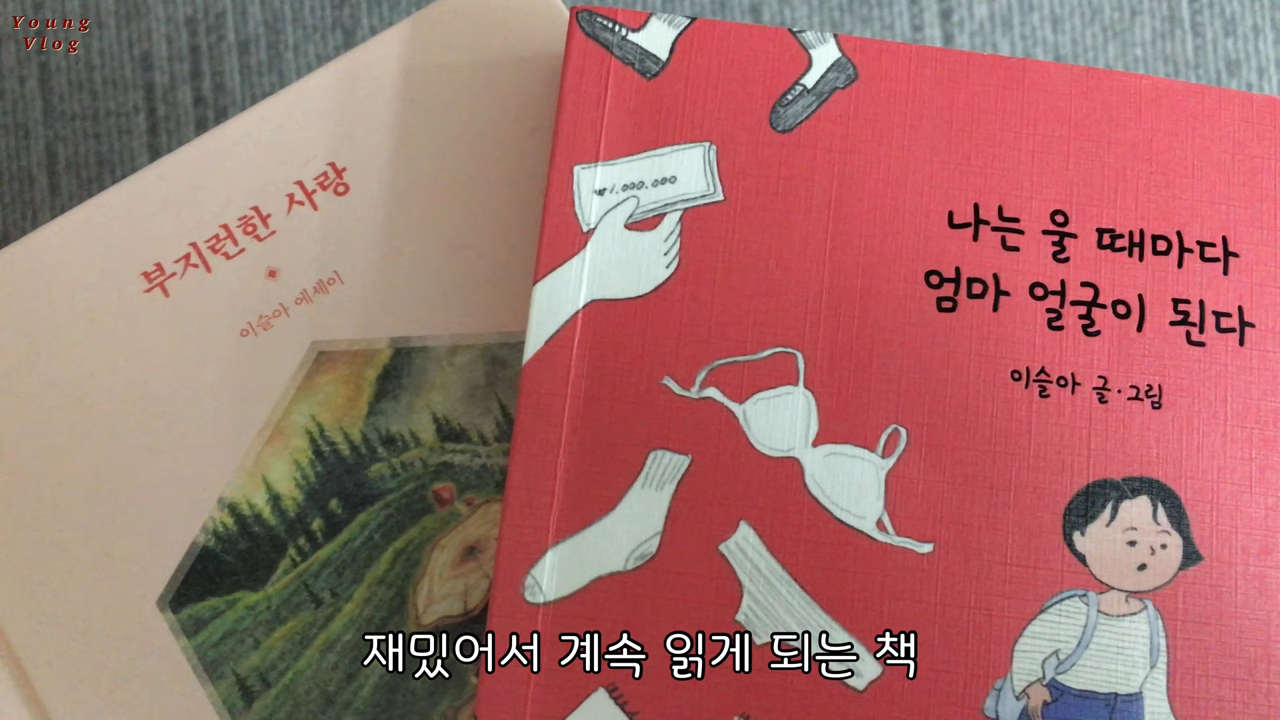 Young
Vlog
부지런한 사랑
이슬아 에세이
₩1,000,000
나는 울 때마다
엄마 얼굴이 된다
이슬아 글·그림
재밌어서 계속 읽게 되는 책